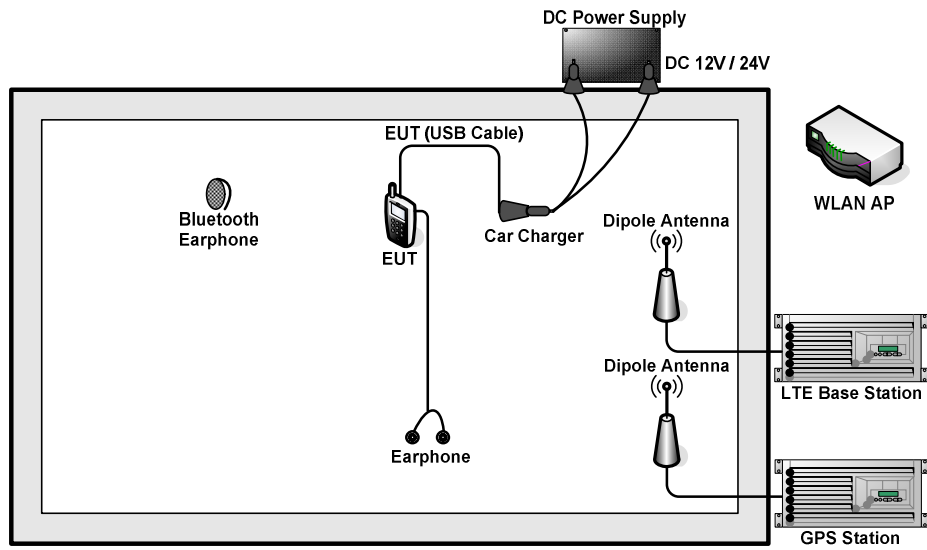 DC Power Supply
DC 12V / 24V
EUT (USB Cable)
WLAN AP
Bluetooth
Earphone
EUT
Car Charger
Dipole Antenna
LTE Base Station
Dipole Antenna
Earphone
GPS Station